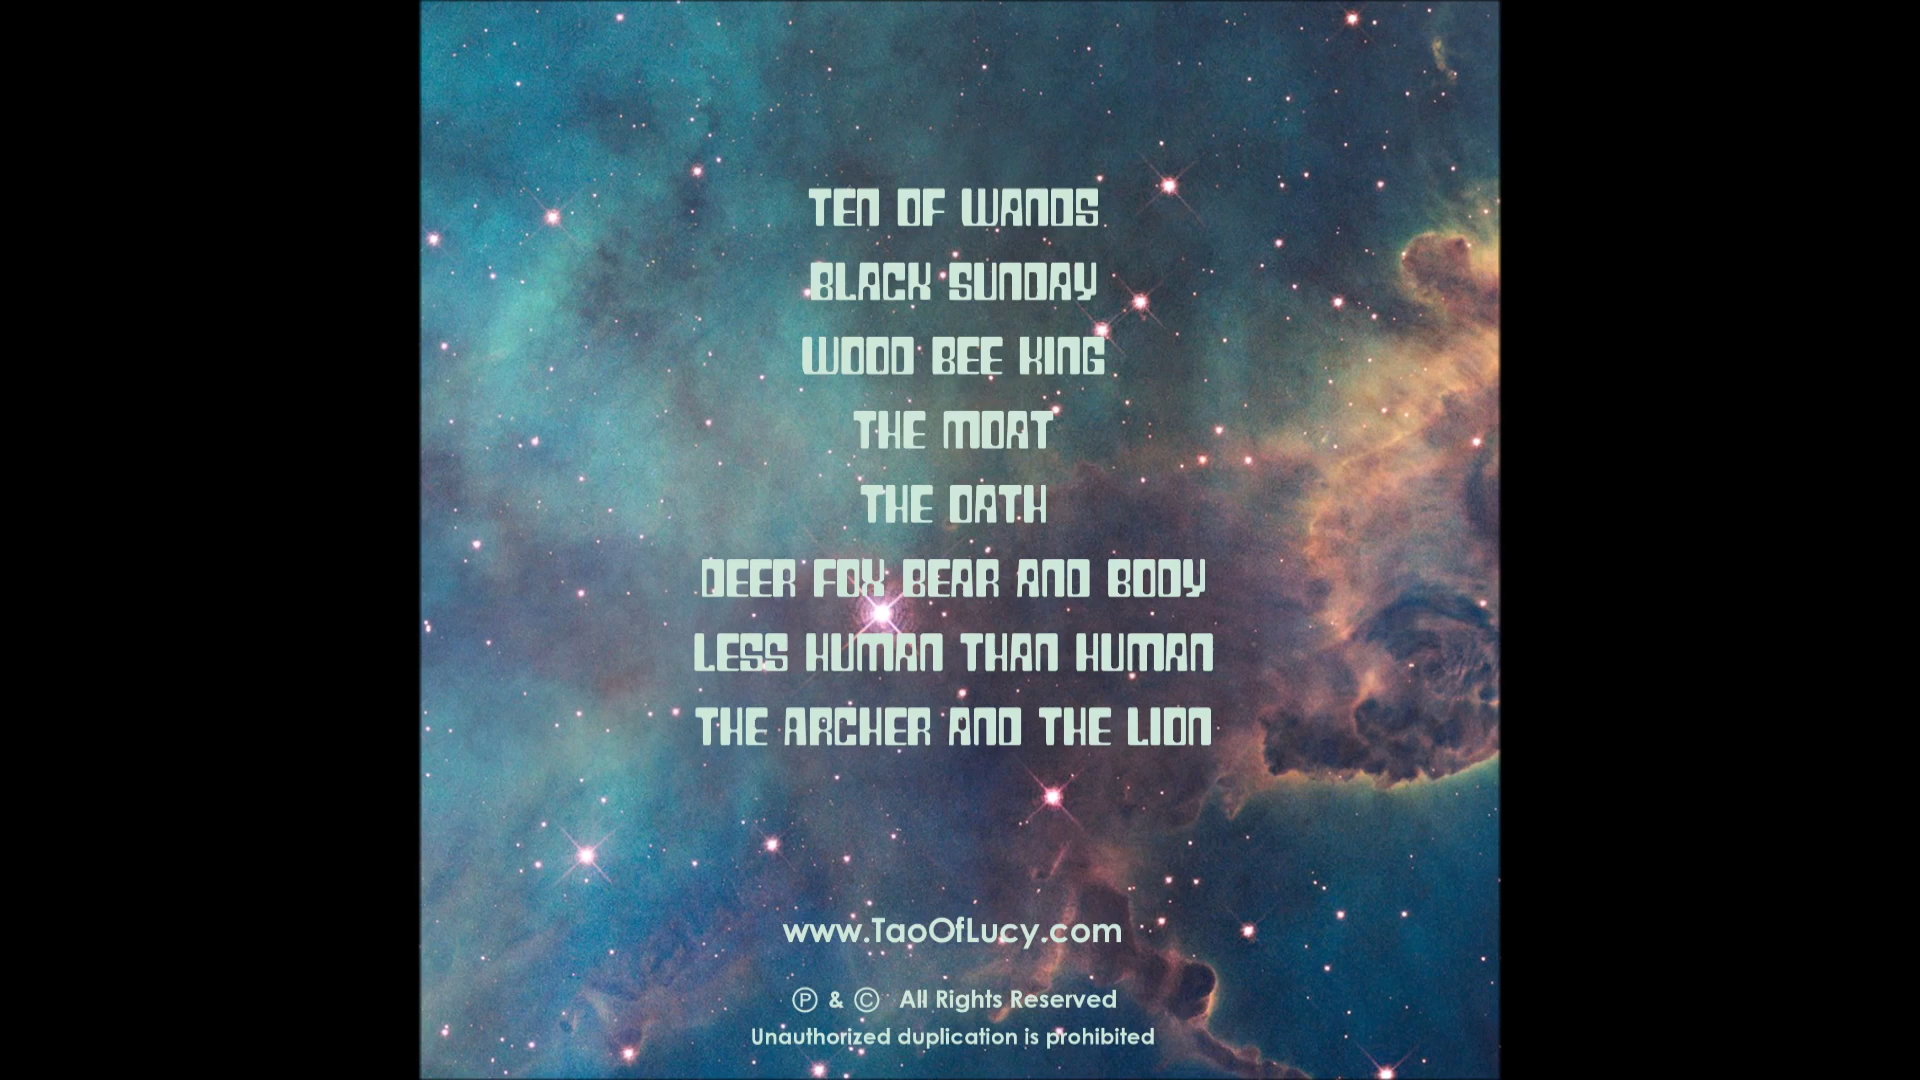 TEN OF WANDS
BLACK SUNDAY
WOOD BEE KING
THE MOAT
THE OATH
DEER FOX BEAR AND BODY
LESS HUMAN THAN HUMAN
THE ARCHER AND THE LION
www.TaoOfLucy.com
Ⓟ & © All Rights Reserved
Unauthorized duplication is prohibited